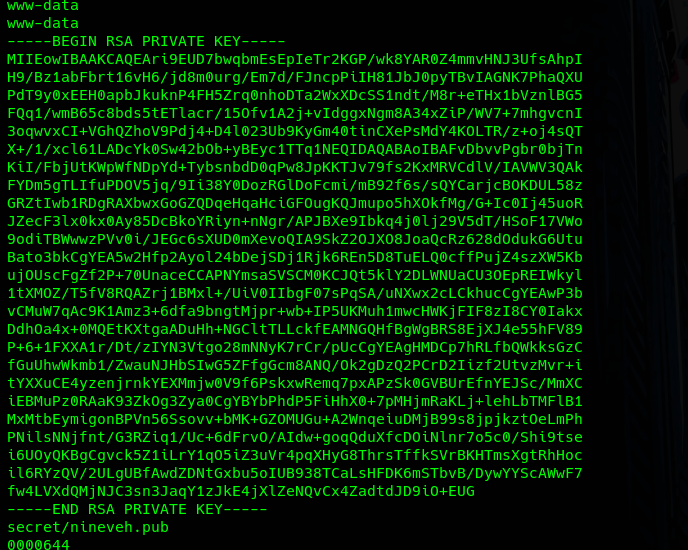 www-data
www-data
-----BEGIN RSA PRIVATE KEY-----
MIIEowIBAAKCAQEAri9EUD7bwqbmEsEpIeTr2KGP/wk8YAR0Z4mmvHNJ3UfsAhpI
H9/Bz1abFbrt16vH6/jd8m0urg/Em7d/FJncpPiIH81JbJ0pyTBvIAGNK7PhaQXU
PdT9y0xEEH0apbJkuknP4FH5Zrq0nhoDTa2WxXDcSS1ndt/M8r+eTHx1bVznlBG5
FQq1/wmB65c8bds5tETlacr/15Ofv1A2j+vIdggxNgm8A34xZiP/WV7+7mhgvcnI
3oqwvxCI+VGhQZhoV9Pdj4+D4l023Ub9KyGm40tinCXePsMdY4KOLTR/z+oj4sQT
X+/1/xcl61LADcYk0Sw42bOb+yBEyc1TTq1NEQIDAQABAoIBAFvDbvvPgbr0bjTn
KiI/FbjUtKWpWfNDpYd+TybsnbdD0qPw8JpKKTJv79fs2KxMRVCdlV/IAVWV3QAk
FYDm5gTLIfuPDOV5jq/9Ii38Y0DozRGlDoFcmi/mB92f6s/sQYCarjcBOKDUL58z
GRZtIwb1RDgRAXbwxGoGZQDqeHqaHciGFOugKQJmupo5hXOkfMg/G+Ic0Ij45uoR
JZecF3lx0kx0Ay85DcBkoYRiyn+nNgr/APJBXe9Ibkq4j0lj29V5dT/HSoF17VWo
9odiTBWwwzPVv0i/JEGc6sXUD0mXevoQIA9SkZ2OJXO8JoaQcRz628dOdukG6Utu
Bato3bkCgYEA5w2Hfp2Ayol24bDejSDj1Rjk6REn5D8TuELQ0cffPujZ4szXW5Kb
ujOUscFgZf2P+70UnaceCCAPNYmsaSVSCM0KCJQt5klY2DLWNUaCU3OEpREIWkyl
1tXMOZ/T5fV8RQAZrj1BMxl+/UiV0IIbgF07sPqSA/uNXwx2cLCkhucCgYEAwP3b
vCMuW7qAc9K1Amz3+6dfa9bngtMjpr+wb+IP5UKMuh1mwcHWKjFIF8zI8CY0Iakx
DdhOa4x+0MQEtKXtgaADuHh+NGCltTLLckfEAMNGQHfBgWgBRS8EjXJ4e55hFV89
P+6+1FXXA1r/Dt/zIYN3Vtgo28mNNyK7rCr/pUcCgYEAgHMDCp7hRLfbQWkksGzC
fGuUhwWkmb1/ZwauNJHbSIwG5ZFfgGcm8ANQ/Ok2gDzQ2PCrD2Iizf2UtvzMvr+i
tYXXuCE4yzenjrnkYEXMmjw0V9f6PskxwRemq7pxAPzSk0GVBUrEfnYEJSc/MmXC
iEBMuPz0RAaK93ZkOg3Zya0CgYBYbPhdP5FiHhX0+7pMHjmRaKLj+lehLbTMFlB1
MxMtbEymigonBPVn56Ssovv+bMK+GZOMUGu+A2WnqeiuDMjB99s8jpjkztOeLmPh
PNilsNNjfnt/G3RZiq1/Uc+6dFrvO/AIdw+goqQduXfcDOiNlnr7o5c0/Shi9tse
i6UOyQKBgCgvck5Z1iLrY1qO5iZ3uVr4pqXHyG8ThrsTffkSVrBKHTmsXgtRhHoc
il6RYzQV/2ULgUBfAwdZDNtGxbu5oIUB938TCaLsHFDK6mSTbvB/DywYYScAWwF7
fw4LVXdQMjNJC3sn3JaqY1zJkE4jXlZeNQvCx4ZadtdJD9iO+EUG
-----END RSA PRIVATE KEY-----
secret/nineveh.pub
0000644